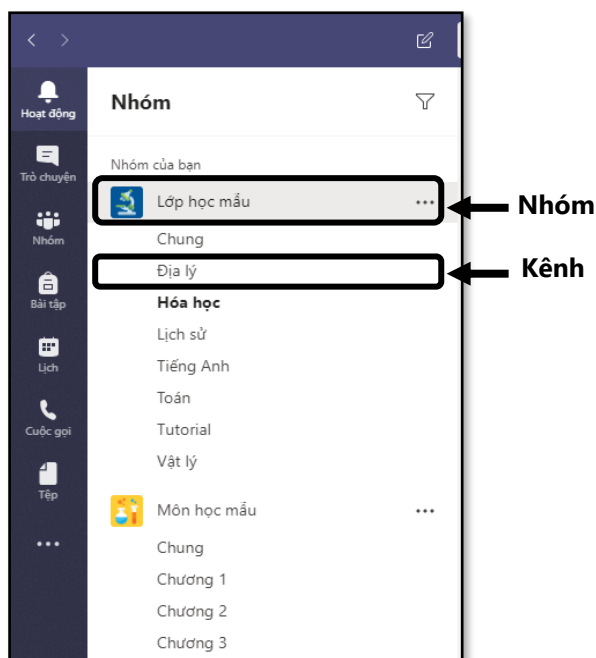 Hoạt động
Trò chuyện
Nhóm
Bài tập
Lịch
Cuộc gọi
Tệp
Nhóm
Nhóm của bạn
Lớp học mẫu
Chung
Địa lý
Hóa học
Lịch sử
Tiếng Anh
Toán
Tutorial
Vật lý
Môn học mẫu
Chung
Chương 1
Chương 2
Chương 3
Nhóm
Kênh